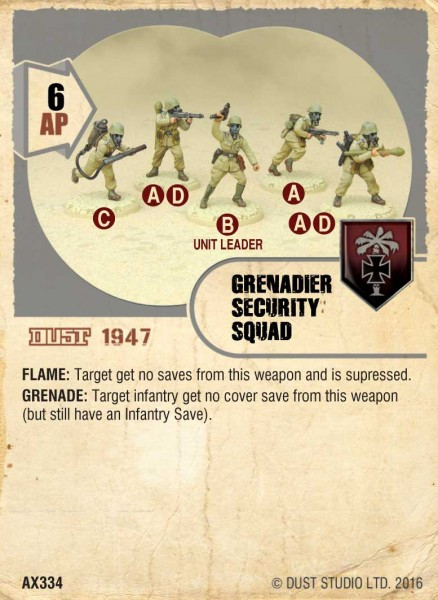 6
AP
C
A D
B
UNIT LEADER
A
A D
GRENADIER
SECURITY
SQUAD
DUST 1947
FLAME: Target get no saves from this weapon and is supressed.
GRENADE: Target infantry get no cover save from this weapon
(but still have an Infantry Save).
AX334
© DUST STUDIO LTD. 2016